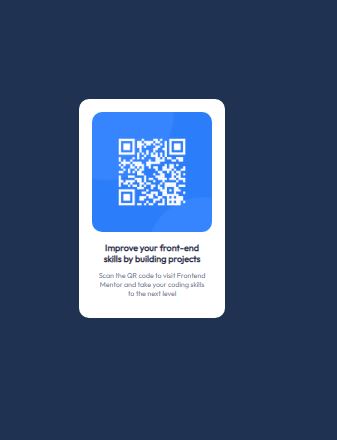 Improve your front-end
skills by building projects
Scan the QR code to visit Frontend
Mentor and take your coding skills
to the next level